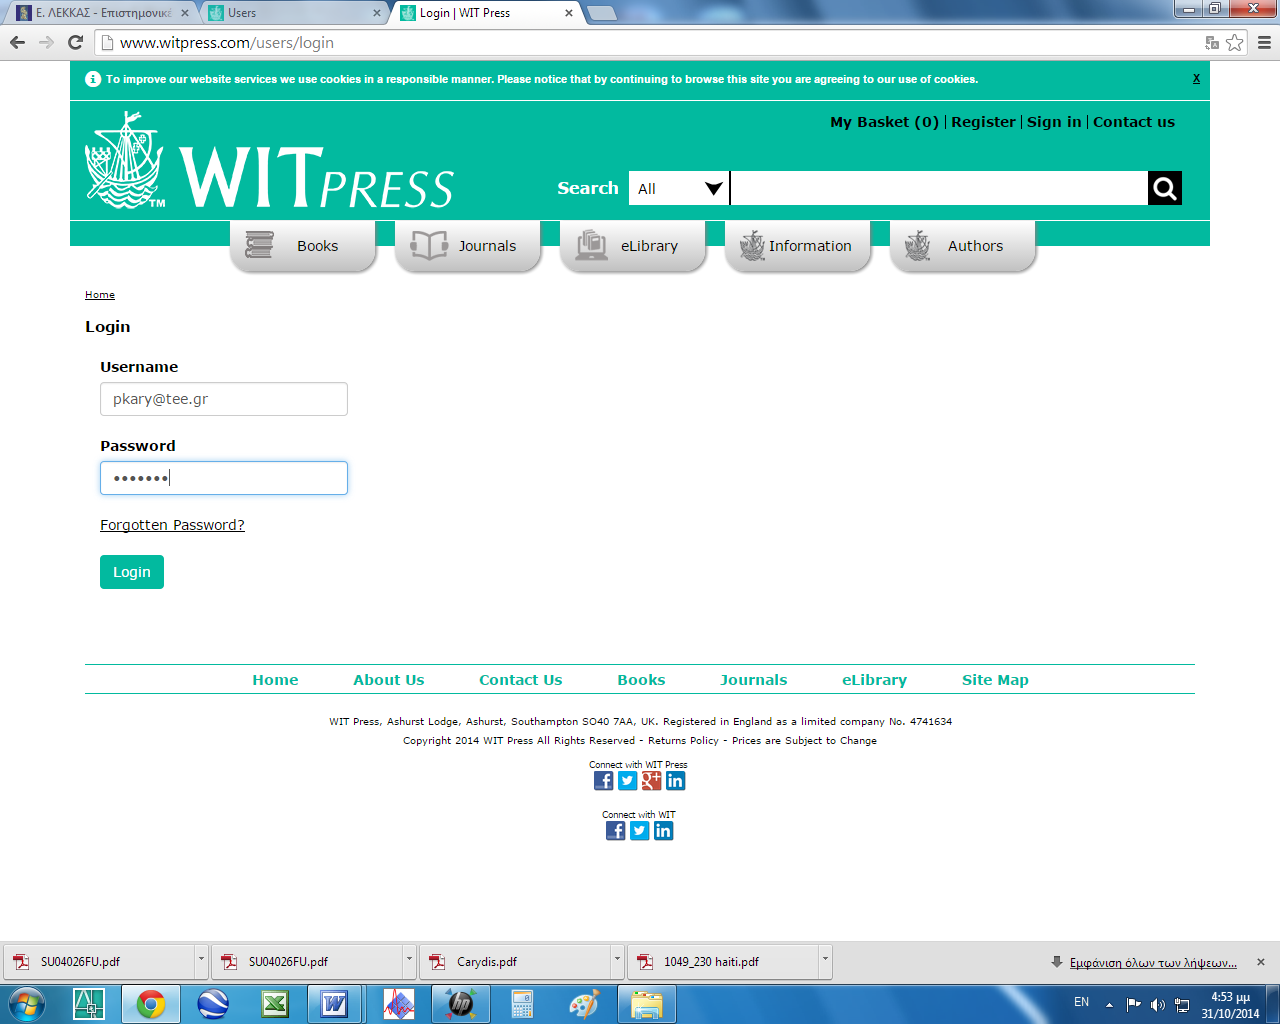 Ε. ΛΕΚΚΑΣ - Επιστημονικέ
Users
Login | WIT Press
www.witpress.com/users/login
To improve our website services we use cookies in a responsible manner. Please notice that by continuing to browse this site you are agreeing to our use of cookies.
X
My Basket (0) | Register | Sign in | Contact us
WITPRESS
TM
Search
All
Books
Journals
eLibrary
Information
Authors
Home
Login
Username
pkary@tee.gr
Password
•••••••
Forgotten Password?
Login
Home
About Us
Contact Us
Books
Journals
eLibrary
Site Map
WIT Press, Ashurst Lodge, Ashurst, Southampton SO40 7AA, UK. Registered in England as a limited company No. 4741634
Copyright 2014 WIT Press All Rights Reserved - Returns Policy - Prices are Subject to Change
Connect with WIT Press
Connect with WIT
SU04026FU.pdf
SU04026FU.pdf
Carydis.pdf
1049_230 haiti.pdf
Εμφάνιση όλων των λήψεων...
EN
4:53 μμ
31/10/2014